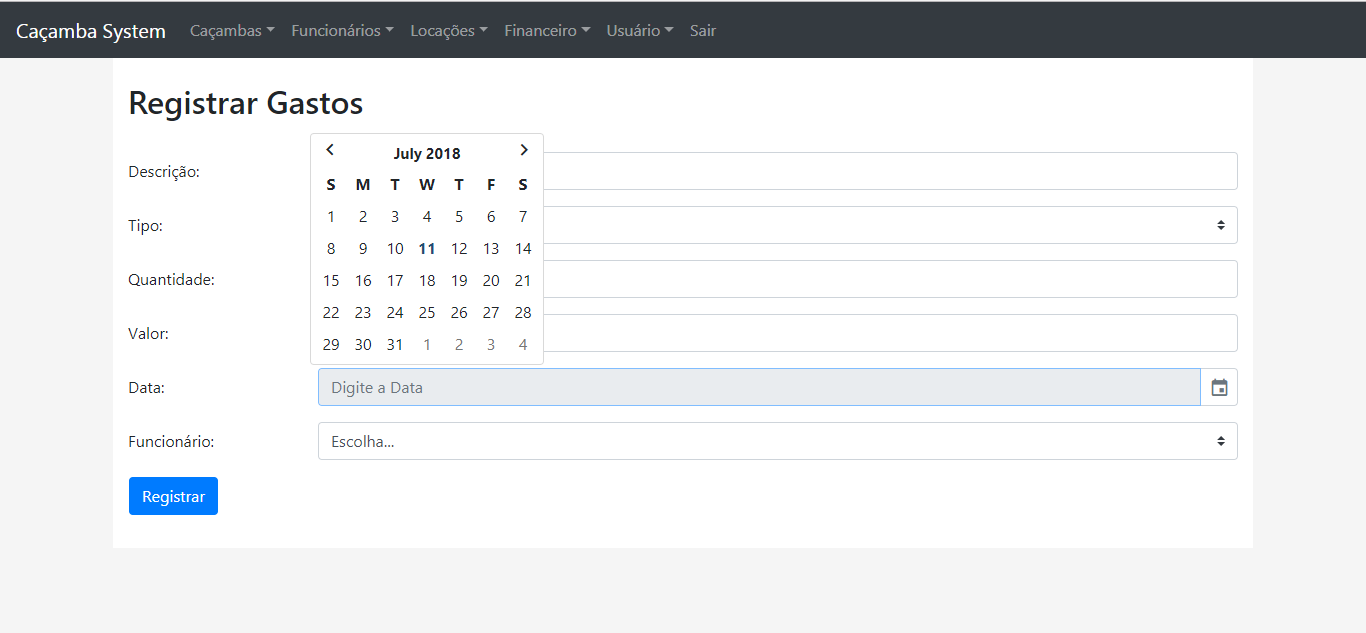 Caçamba System Caçambas Funcionários Locações Financeiro Usuário Sair
Registrar Gastos
July 2018
S M T W T F S
1 2 3 4 5 6 7
8 9 10 11 12 13 14
15 16 17 18 19 20 21
22 23 24 25 26 27 28
29 30 31 1 2 3 4
Descrição:
Tipo:
Quantidade:
Valor:
Data: Digite a Data
Funcionário: Escolha...
Registrar